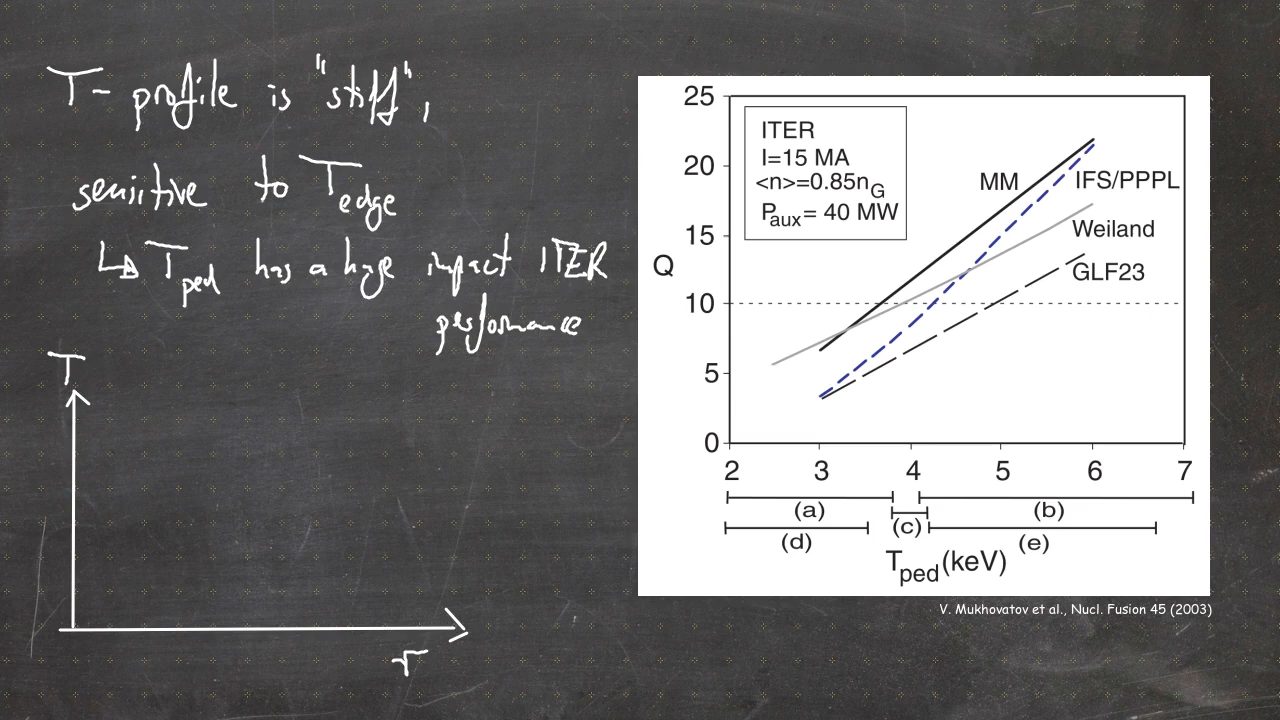 T- profile is "stiff",
sensitive to Tedge
↳ Tped has a huge impact ITER
performance
T
r
25
20
15
10
5
0
Q
ITER
I=15 MA
<n>=0.85nG
Paux= 40 MW
MM
IFS/PPPL
Weiland
GLF23
2 3 4 5 6 7
(a) (c) (b)
(d) (e)
Tped(keV)
V. Mukhovatov et al., Nucl. Fusion 45 (2003)